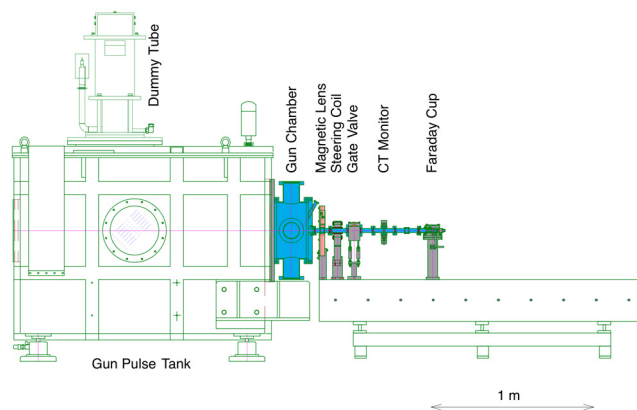 Dummy Tube
Gun Chamber
Magnetic Lens
Steering Coil
Gate Valve
CT Monitor
Faraday Cup
Gun Pulse Tank
1 m